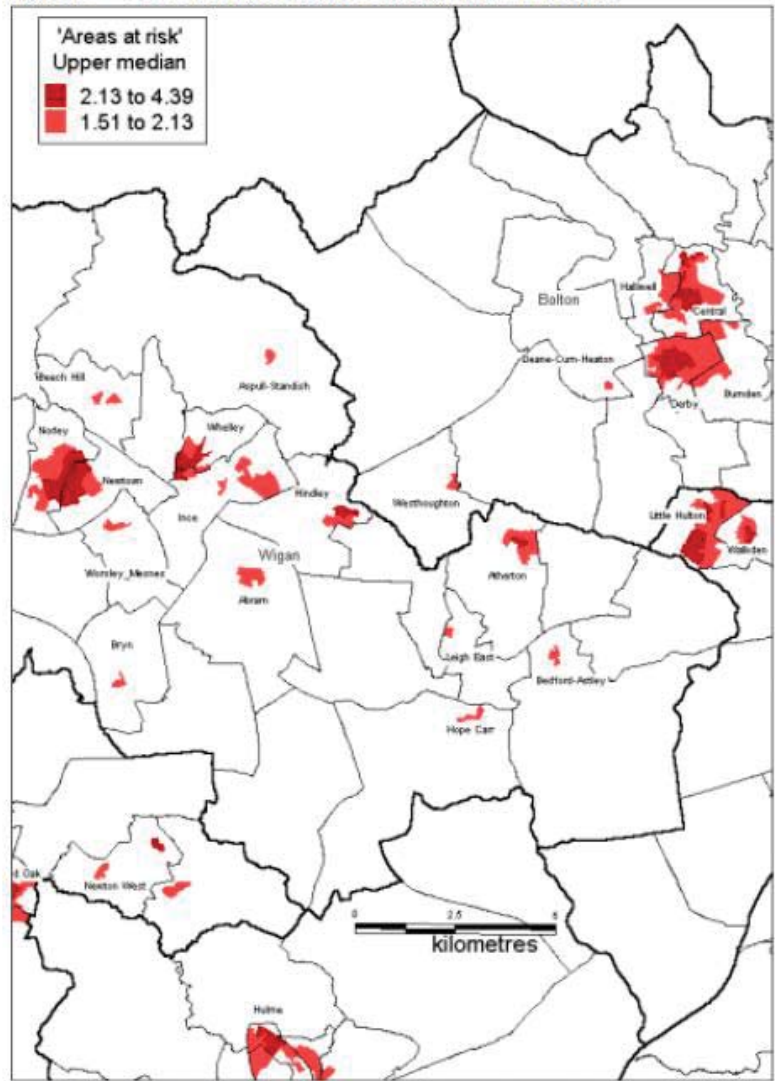 'Areas at risk'
Upper median
2.13 to 4.39
1.51 to 2.13
Halliwell
Bolton
Central
Deane-Cum-Heaton
Aspull-Standish
Beech Hill
Derby
Burnden
Whelley
Norley
Newtown
Hindley
Westhoughton
Ince
Little Hulton
Walkden
Wigan
Worsley_Mesnes
Atherton
Abram
Bryn
Leigh East
Bedford-Astley
Hope Carr
d Oak
Newton West
0
2.5
5
kilometres
Hulme